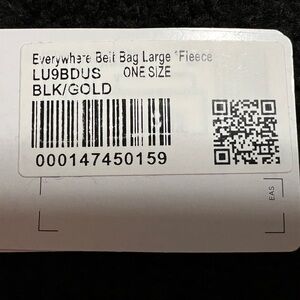 Everywhere Belt Bag Large *Fleece
LU9BDUS ONE SIZE
BLK/GOLD
000147450159
EAS